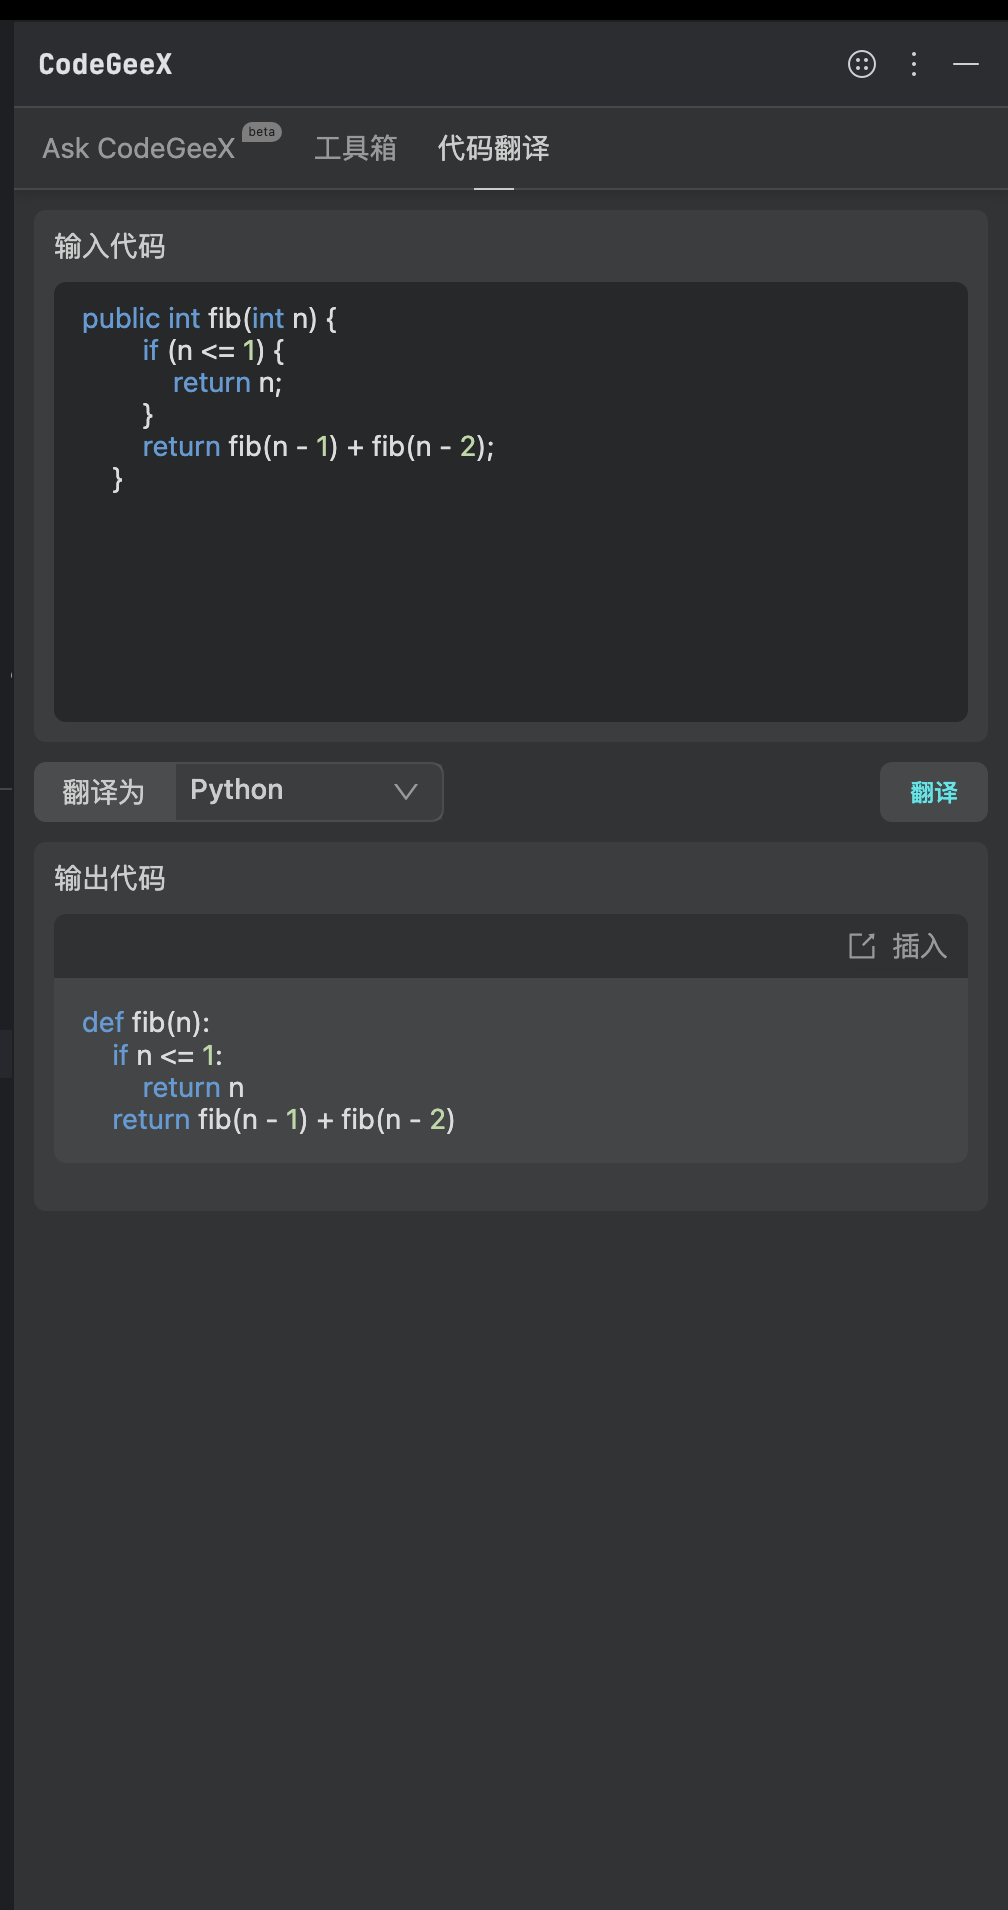 CodeGeeX
Ask CodeGeeX beta 工具箱 代码翻译
输入代码
public int fib(int n) {
if (n <= 1) {
return n;
}
return fib(n - 1) + fib(n - 2);
}
翻译为 Python 翻译
输出代码
插入
def fib(n):
if n <= 1:
return n
return fib(n - 1) + fib(n - 2)